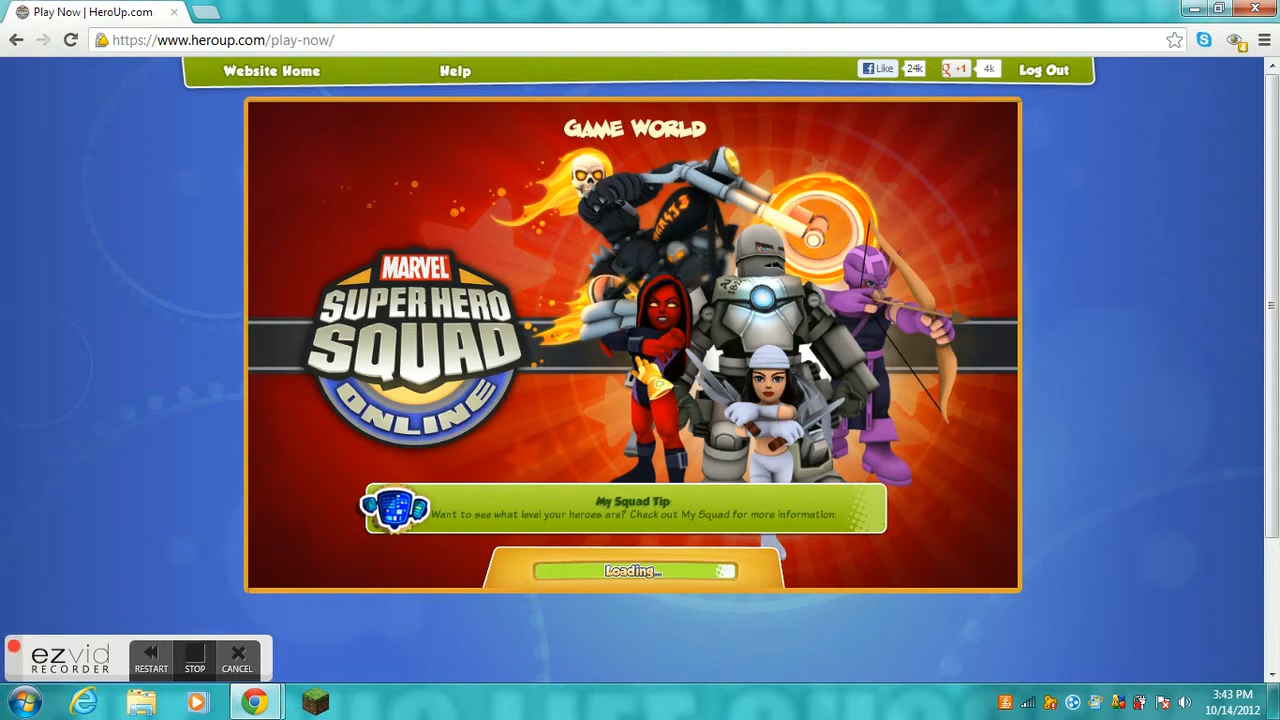 Play Now | HeroUp.com
https://www.heroup.com/play-now/
Website Home
Help
Like
24k
+1
4k
Log Out
GAME WORLD
MARVEL
SUPER HERO
SQUAD
ONLINE
My Squad Tip
Want to see what level your heroes are? Check out My Squad for more information.
Loading...
ezvid
RECORDER
RESTART
STOP
CANCEL
3:43 PM
10/14/2012